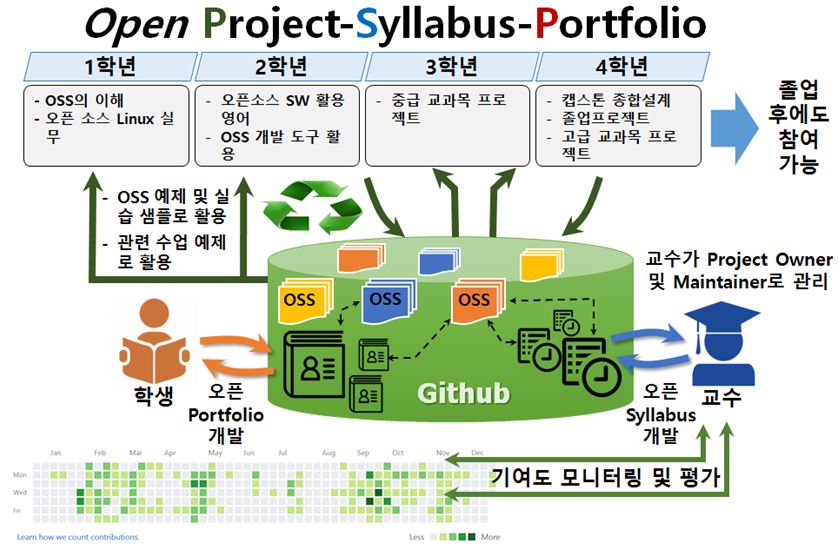 Open Project-Syllabus-Portfolio
1학년
2학년
3학년
4학년
- OSS의 이해
- 오픈 소스 Linux 실
무
- 오픈소스 SW 활용
영어
- OSS 개발 도구 활
용
- 중급 교과목 프로
젝트
- 캡스톤 종합설계
- 졸업프로젝트
- 고급 교과목 프로
젝트
졸업
후에도
참여
가능
- OSS 예제 및 실
습 샘플로 활용
- 관련 수업 예제
로 활용
교수가 Project Owner
및 Maintainer로 관리
OSS
OSS
OSS
Github
학생
오픈
Portfolio
개발
오픈
Syllabus
개발
교수
Jan Feb Mar Apr May Jun Jul Aug Sep Oct Nov Dec
Mon
Wed
Fri
기여도 모니터링 및 평가
Learn how we count contributions.
Less
More